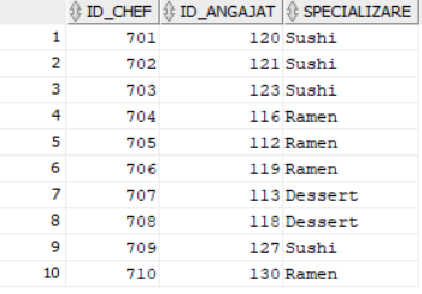 ID_CHEF ID_ANGAJAT SPECIALIZARE
1 701 120 Sushi
2 702 121 Sushi
3 703 123 Sushi
4 704 116 Ramen
5 705 112 Ramen
6 706 119 Ramen
7 707 113 Dessert
8 708 118 Dessert
9 709 127 Sushi
10 710 130 Ramen